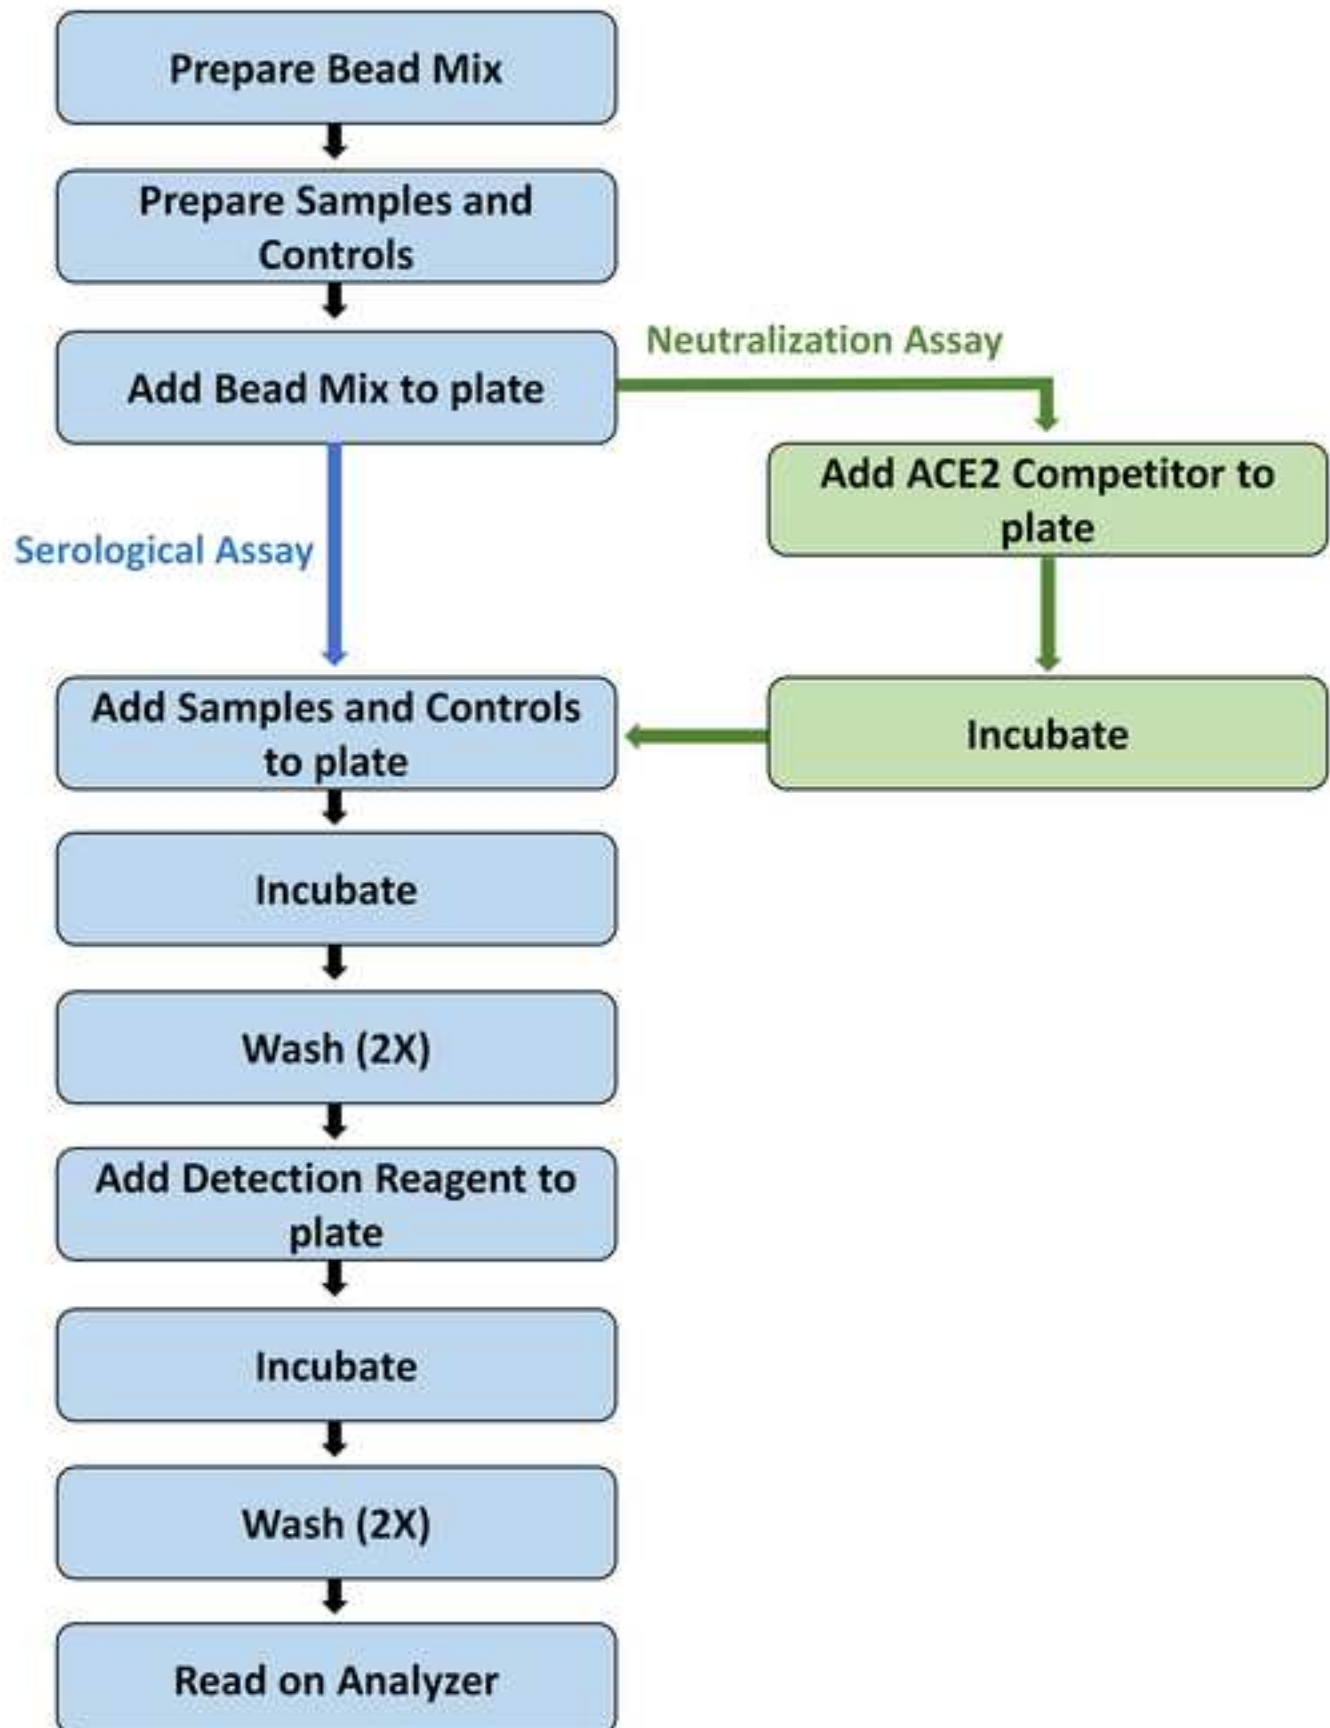 Prepare Bead Mix
Prepare Samples and
Controls
Add Bead Mix to plate
Neutralization Assay
Add ACE2 Competitor to
plate
Serological Assay
Incubate
Add Samples and Controls
to plate
Incubate
Wash (2X)
Add Detection Reagent to
plate
Incubate
Wash (2X)
Read on Analyzer